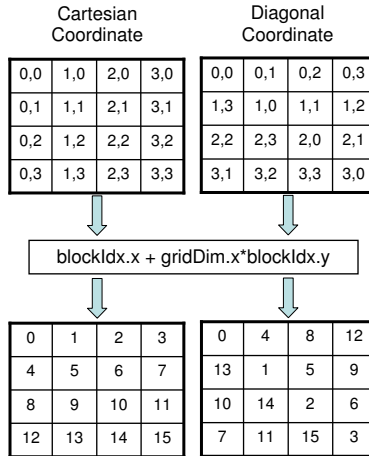 Cartesian Coordinate
Diagonal Coordinate
0,0 1,0 2,0 3,0
0,1 1,1 2,1 3,1
0,2 1,2 2,2 3,2
0,3 1,3 2,3 3,3
0,0 0,1 0,2 0,3
1,3 1,0 1,1 1,2
2,2 2,3 2,0 2,1
3,1 3,2 3,3 3,0
blockIdx.x + gridDim.x*blockIdx.y
0 1 2 3
4 5 6 7
8 9 10 11
12 13 14 15
0 4 8 12
13 1 5 9
10 14 2 6
7 11 15 3